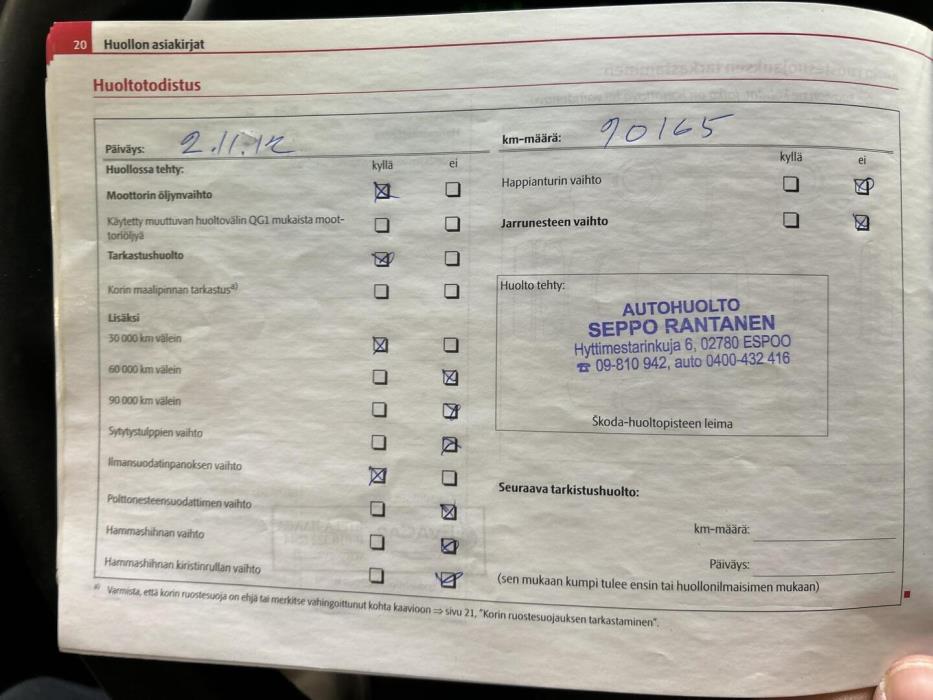 20 Huollon asiakirjat
Huoltotodistus
Päiväys: 2.11.12
Huollossa tehty: kyllä ei
Moottorin öljynvaihto
Käytetty muuttuvan huoltovälin QG1 mukaista moot-
toriöljyä
Tarkastushuolto
Korin maalipinnan tarkastusa)
Lisäksi
30 000 km välein
60 000 km välein
90 000 km välein
Sytytystulppien vaihto
Ilmansuodatinpanoksen vaihto
Polttonesteensuodattimen vaihto
Hammashihnan vaihto
Hammashihnan kiristinrullan vaihto
km-määrä: 90165
kyllä ei
Happianturin vaihto
Jarrunesteen vaihto
Huolto tehty:
AUTOHUOLTO
SEPPO RANTANEN
Hyttimestarinkuja 6, 02780 ESPOO
☎ 09-810 942, auto 0400-432 416
Škoda-huoltopisteen leima
Seuraava tarkistushuolto:
km-määrä:
Päiväys:
(sen mukaan kumpi tulee ensin tai huollonilmaisimen mukaan)
a) Varmista, että korin ruostesuoja on ehjä tai merkitse vahingoittunut kohta kaavioon ⇒ sivu 21, "Korin ruostesuojauksen tarkastaminen".